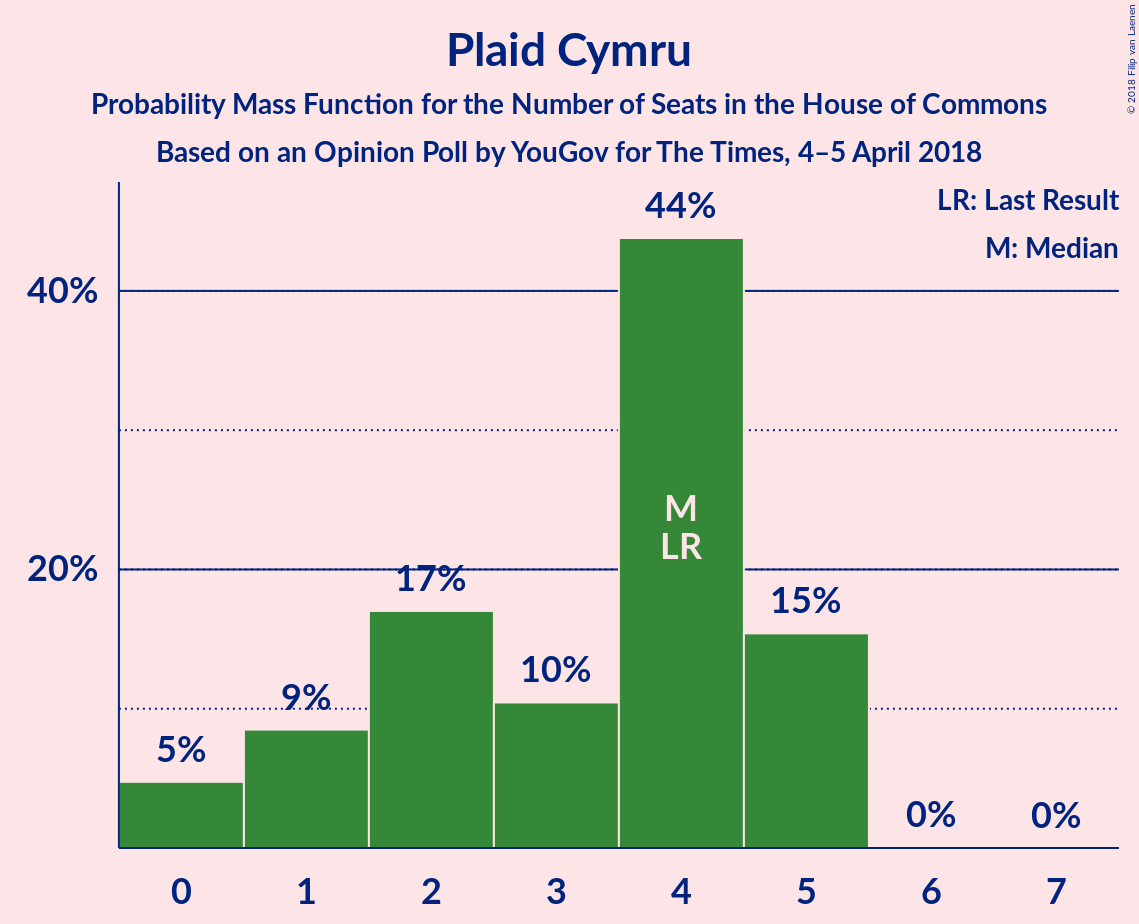 Plaid Cymru
Probability Mass Function for the Number of Seats in the House of Commons
Based on an Opinion Poll by YouGov for The Times, 4–5 April 2018
© 2018 Filip van Laenen
LR: Last Result
M: Median
40%
20%
5%
9%
17%
10%
44%
15%
0%
0%
M
LR
0
1
2
3
4
5
6
7